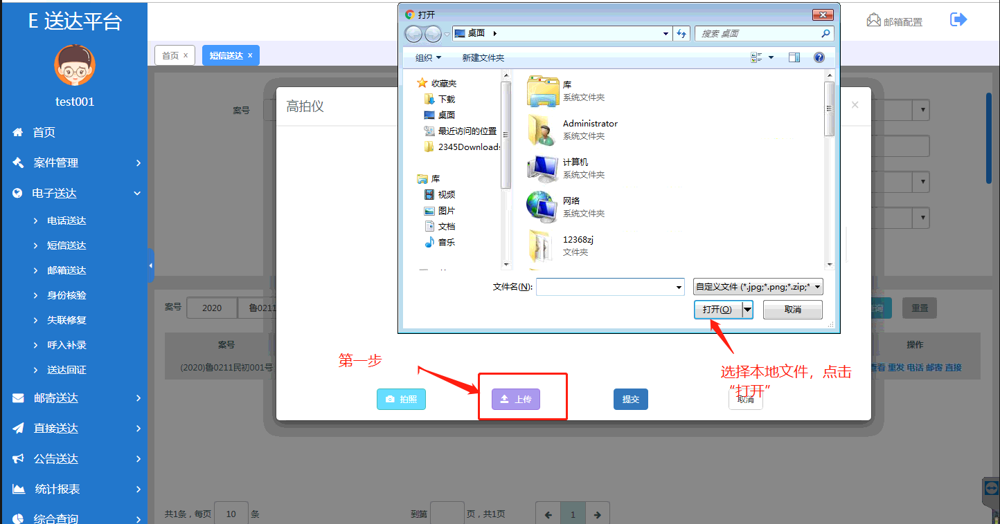 E 送达平台
test001
首页
案件管理
电子送达
电话送达
短信送达
邮箱送达
身份核验
失联修复
呼入补录
送达回证
邮寄送达
直接送达
公告送达
统计报表
综合查询
邮箱配置
首页 x
短信送达 x
案号
高拍仪
×
打开
桌面
搜索 桌面
组织
新建文件夹
收藏夹
下载
桌面
最近访问的位置
2345Downloads
库
视频
图片
文档
音乐
库
系统文件夹
Administrator
系统文件夹
计算机
系统文件夹
网络
系统文件夹
12368zj
文件夹
文件名(N):
自定义文件 (*.jpg;*.png;*.zip;*
打开(O)
取消
案号
2020
鲁0211
询
重置
案号
操作
(2020)鲁0211民初001号
查看 重发 电话 邮寄 直接
第一步
选择本地文件，点击
“打开”
拍照
上传
提交
取消
共1条，每页
10
条
到第
页，共1页
1